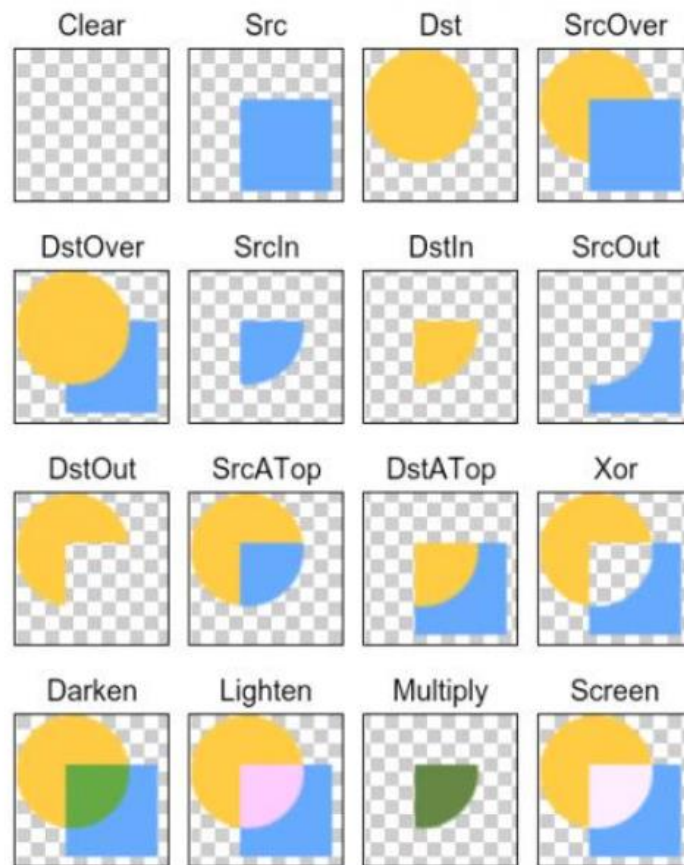 Clear Src Dst SrcOver
DstOver SrcIn DstIn SrcOut
DstOut SrcATop DstATop Xor
Darken Lighten Multiply Screen